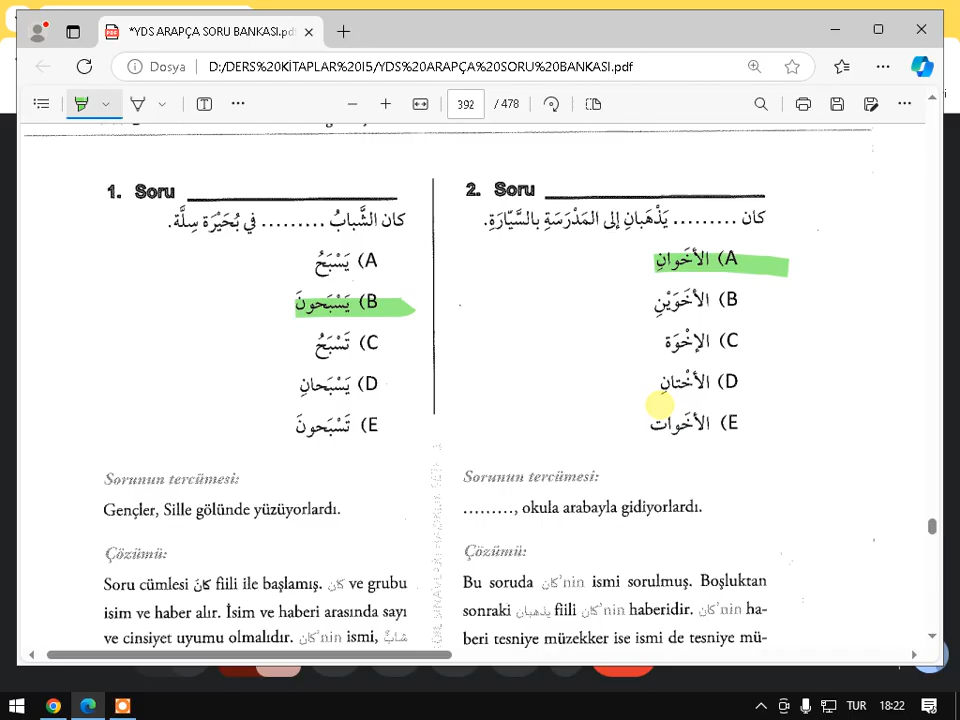 *YDS ARAPÇA SORU BANKASI.pd
Dosya
D:/DERS%20KİTAPLAR%20I5/YDS%20ARAPÇA%20SORU%20BANKASI.pdf
392 / 478
1. Soru
كان الشَّبابُ ......... في بُحَيْرَة سِلَّة.
A) يَسْبَحُ
B) يَسْبَحونَ
C) تَسْبَحُ
D) يَسْبَحانِ
E) تَسْبَحونَ
Sorunun tercümesi:
Gençler, Sille gölünde yüzüyorlardı.
Çözümü:
Soru cümlesi كانَ fiili ile başlamış. كان ve grubu
isim ve haber alır. İsim ve haberi arasında sayı
ve cinsiyet uyumu olmalıdır. كان'nin ismi, شابٌ
2. Soru
كان ......... يَذْهَبانِ إلى المَدْرَسَةِ بالسَّيّارَةِ.
A) الأخَوانِ
B) الأخَوَيْنِ
C) الإخْوَة
D) الأخْتانِ
E) الأخَوات
Sorunun tercümesi:
........., okula arabayla gidiyorlardı.
Çözümü:
Bu soruda كان'nin ismi sorulmuş. Boşluktan
sonraki يذهبان fiili كان'nin haberidir. كان'nin ha-
beri tesniye müzekker ise ismi de tesniye mü-
TUR
18:22